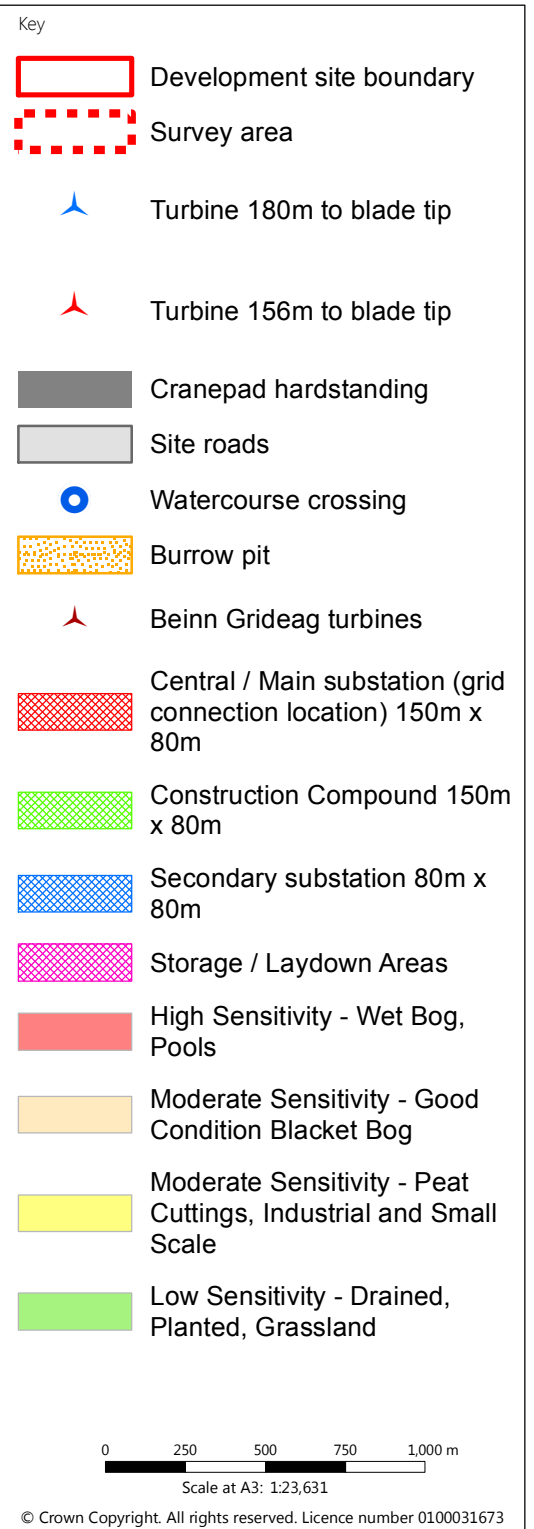 Key
Development site boundary
Survey area
Turbine 180m to blade tip
Turbine 156m to blade tip
Cranepad hardstanding
Site roads
Watercourse crossing
Burrow pit
Beinn Grideag turbines
Central / Main substation (grid
connection location) 150m x
80m
Construction Compound 150m
x 80m
Secondary substation 80m x
80m
Storage / Laydown Areas
High Sensitivity - Wet Bog,
Pools
Moderate Sensitivity - Good
Condition Blacket Bog
Moderate Sensitivity - Peat
Cuttings, Industrial and Small
Scale
Low Sensitivity - Drained,
Planted, Grassland
0 250 500 750 1,000 m
Scale at A3: 1:23,631
© Crown Copyright. All rights reserved. Licence number 0100031673